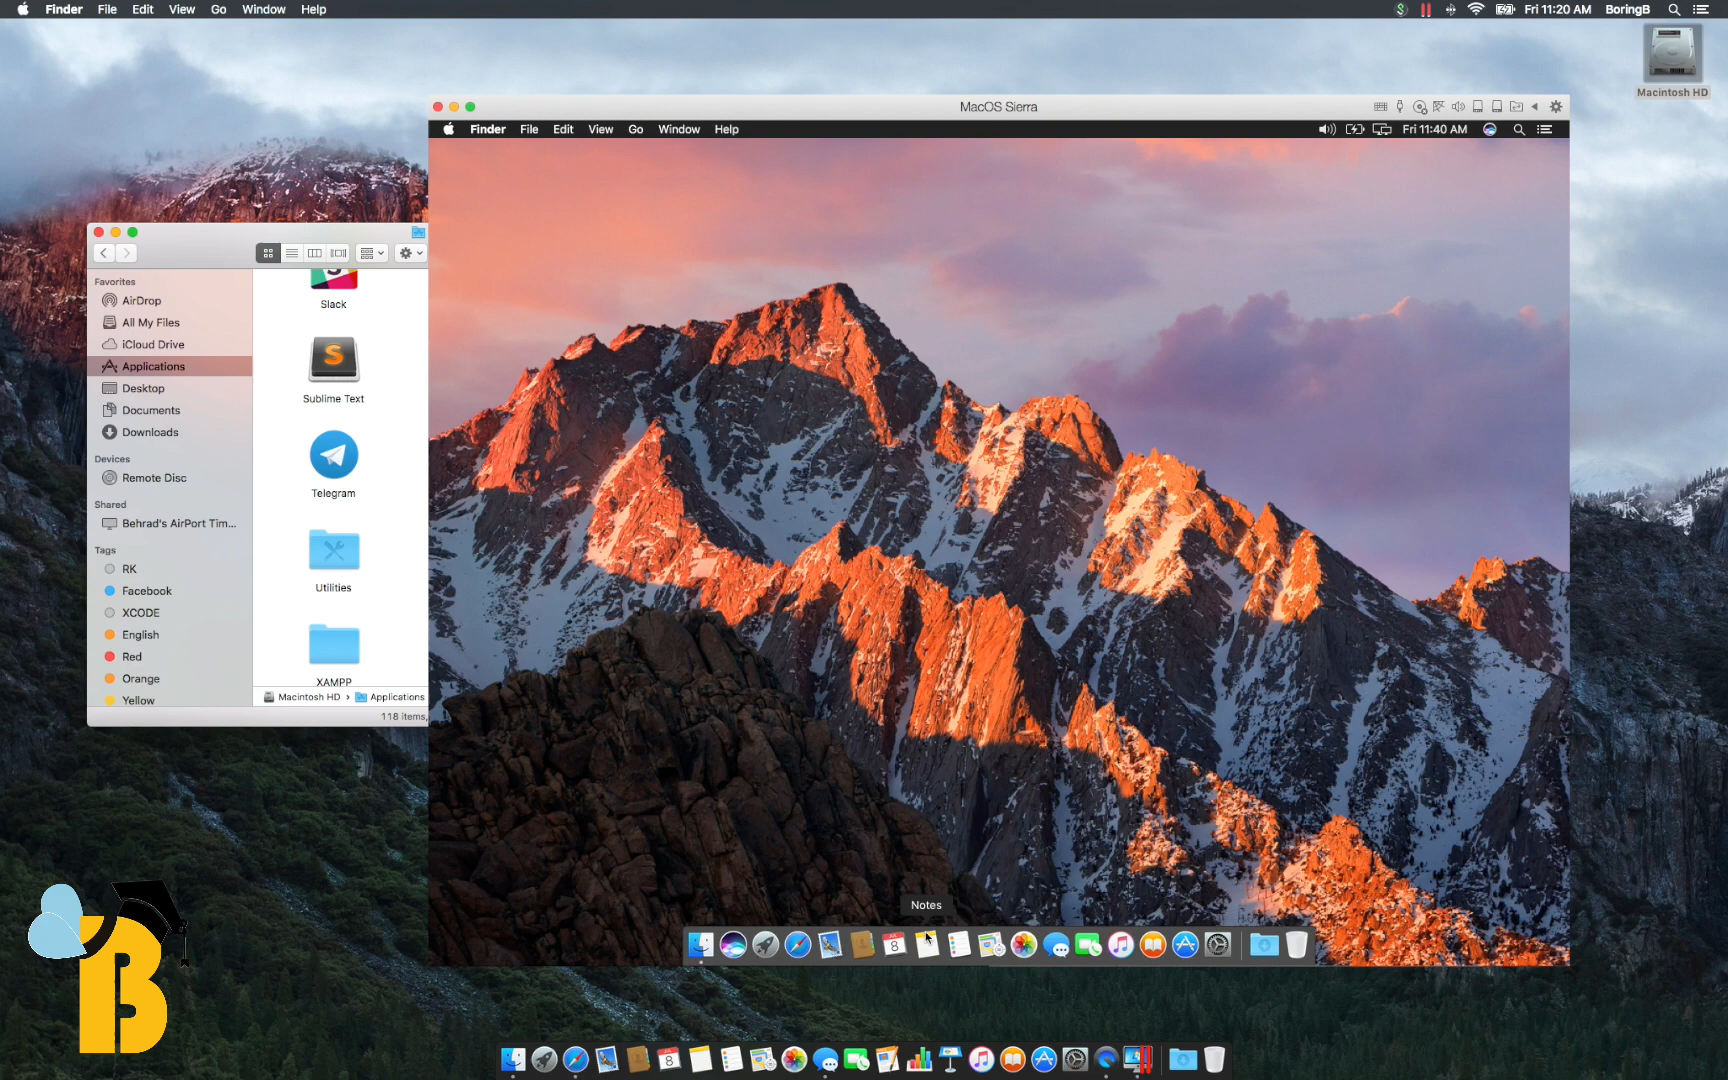 Finder File Edit View Go Window Help
Fri 11:20 AM BoringB
Macintosh HD
MacOS Sierra
Finder File Edit View Go Window Help
Fri 11:40 AM
Favorites
AirDrop
All My Files
iCloud Drive
Applications
Desktop
Documents
Downloads
Devices
Remote Disc
Shared
Behrad's AirPort Tim...
Tags
RK
Facebook
XCODE
English
Red
Orange
Yellow
Slack
S
Sublime Text
Telegram
Utilities
XAMPP
Macintosh HD › Applications
118 items,
Notes
8
B
8